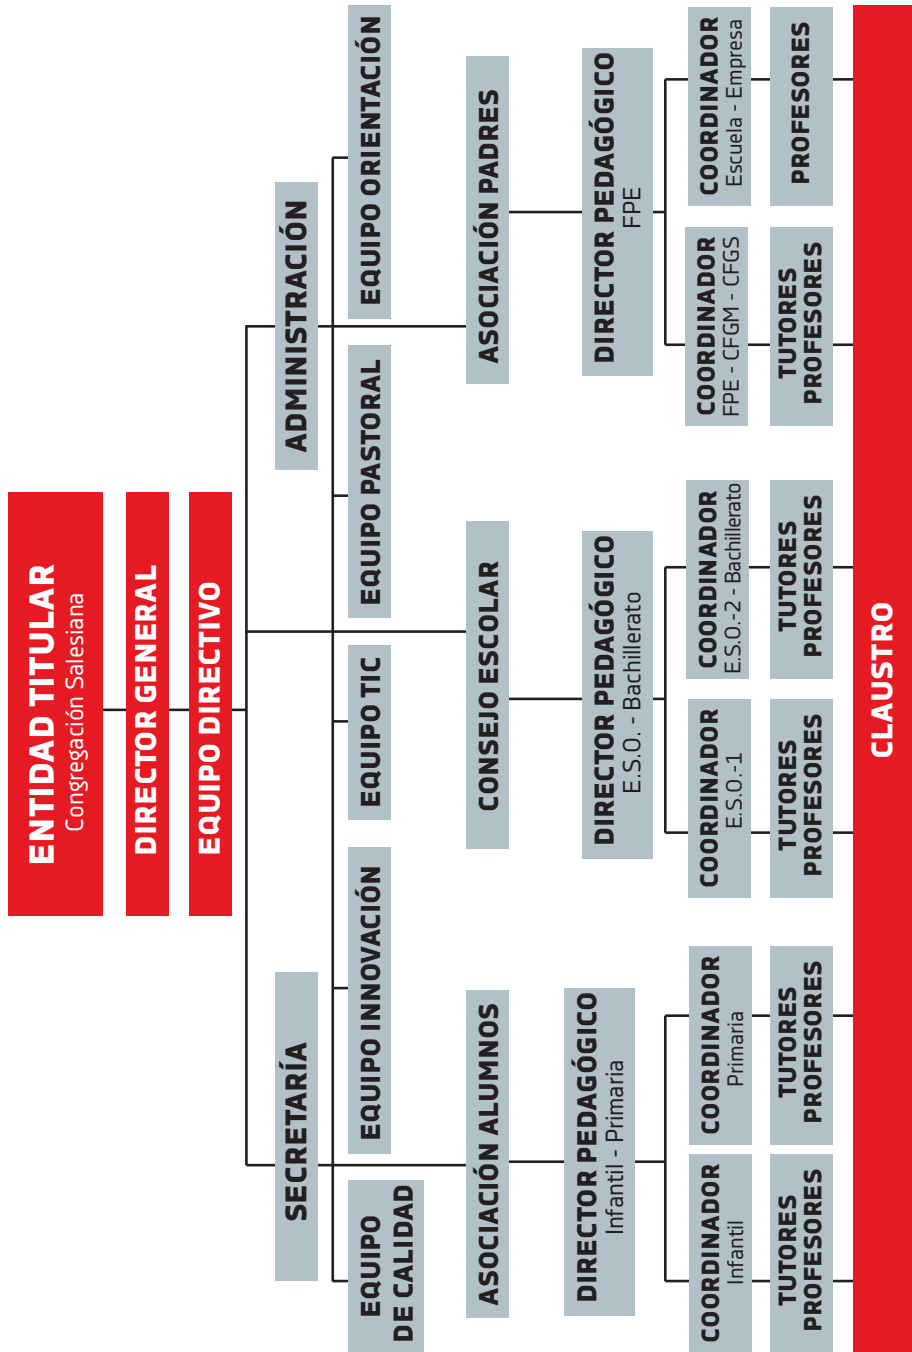 ENTIDAD TITULAR
Congregación Salesiana
DIRECTOR GENERAL
EQUIPO DIRECTIVO
SECRETARÍA
ADMINISTRACIÓN
EQUIPO
DE CALIDAD
EQUIPO INNOVACIÓN
EQUIPO TIC
EQUIPO PASTORAL
EQUIPO ORIENTACIÓN
ASOCIACIÓN ALUMNOS
CONSEJO ESCOLAR
ASOCIACIÓN PADRES
DIRECTOR PEDAGÓGICO
Infantil - Primaria
DIRECTOR PEDAGÓGICO
E.S.O. - Bachillerato
DIRECTOR PEDAGÓGICO
FPE
COORDINADOR
Infantil
COORDINADOR
Primaria
COORDINADOR
E.S.O.-1
COORDINADOR
E.S.O.-2 - Bachillerato
COORDINADOR
FPE - CFGM - CFGS
COORDINADOR
Escuela - Empresa
TUTORES
PROFESORES
TUTORES
PROFESORES
TUTORES
PROFESORES
TUTORES
PROFESORES
TUTORES
PROFESORES
PROFESORES
CLAUSTRO